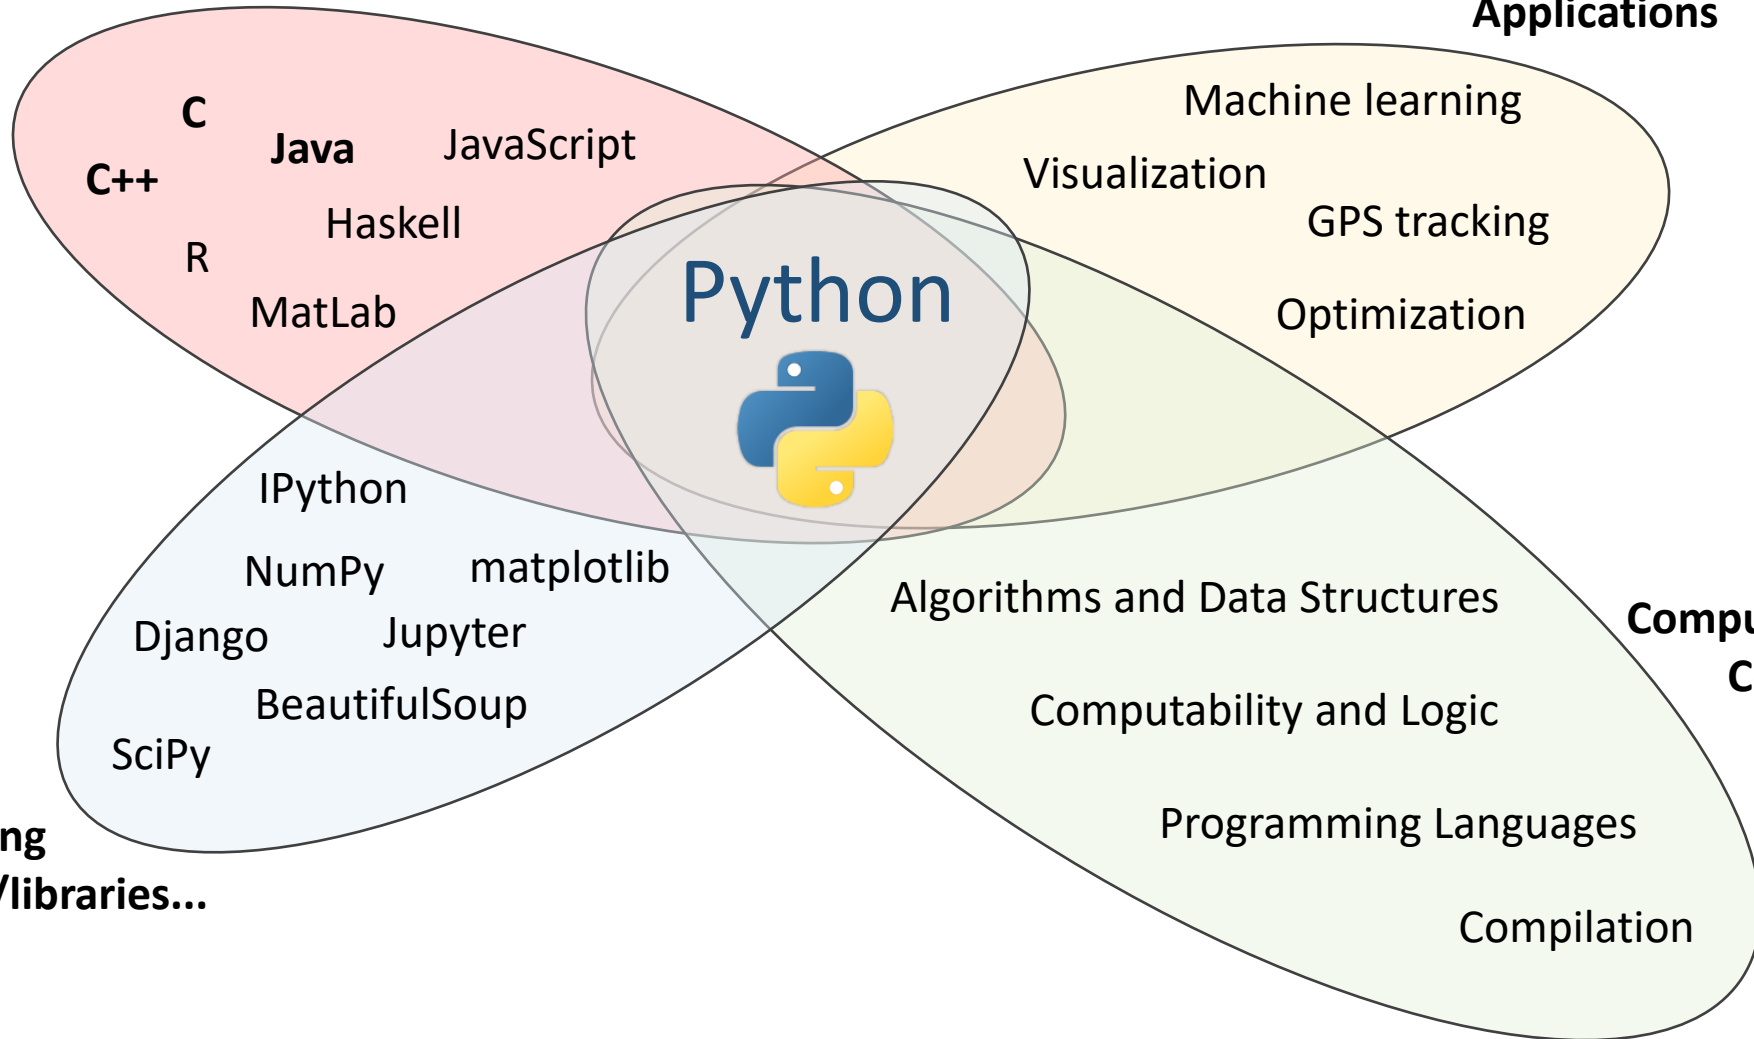 Applications
C
Java
JavaScript
C++
Haskell
R
MatLab
Machine learning
Visualization
GPS tracking
Optimization
Python
IPython
NumPy
matplotlib
Django
Jupyter
BeautifulSoup
SciPy
ng
/libraries...
Algorithms and Data Structures
Compu
C
Computability and Logic
Programming Languages
Compilation